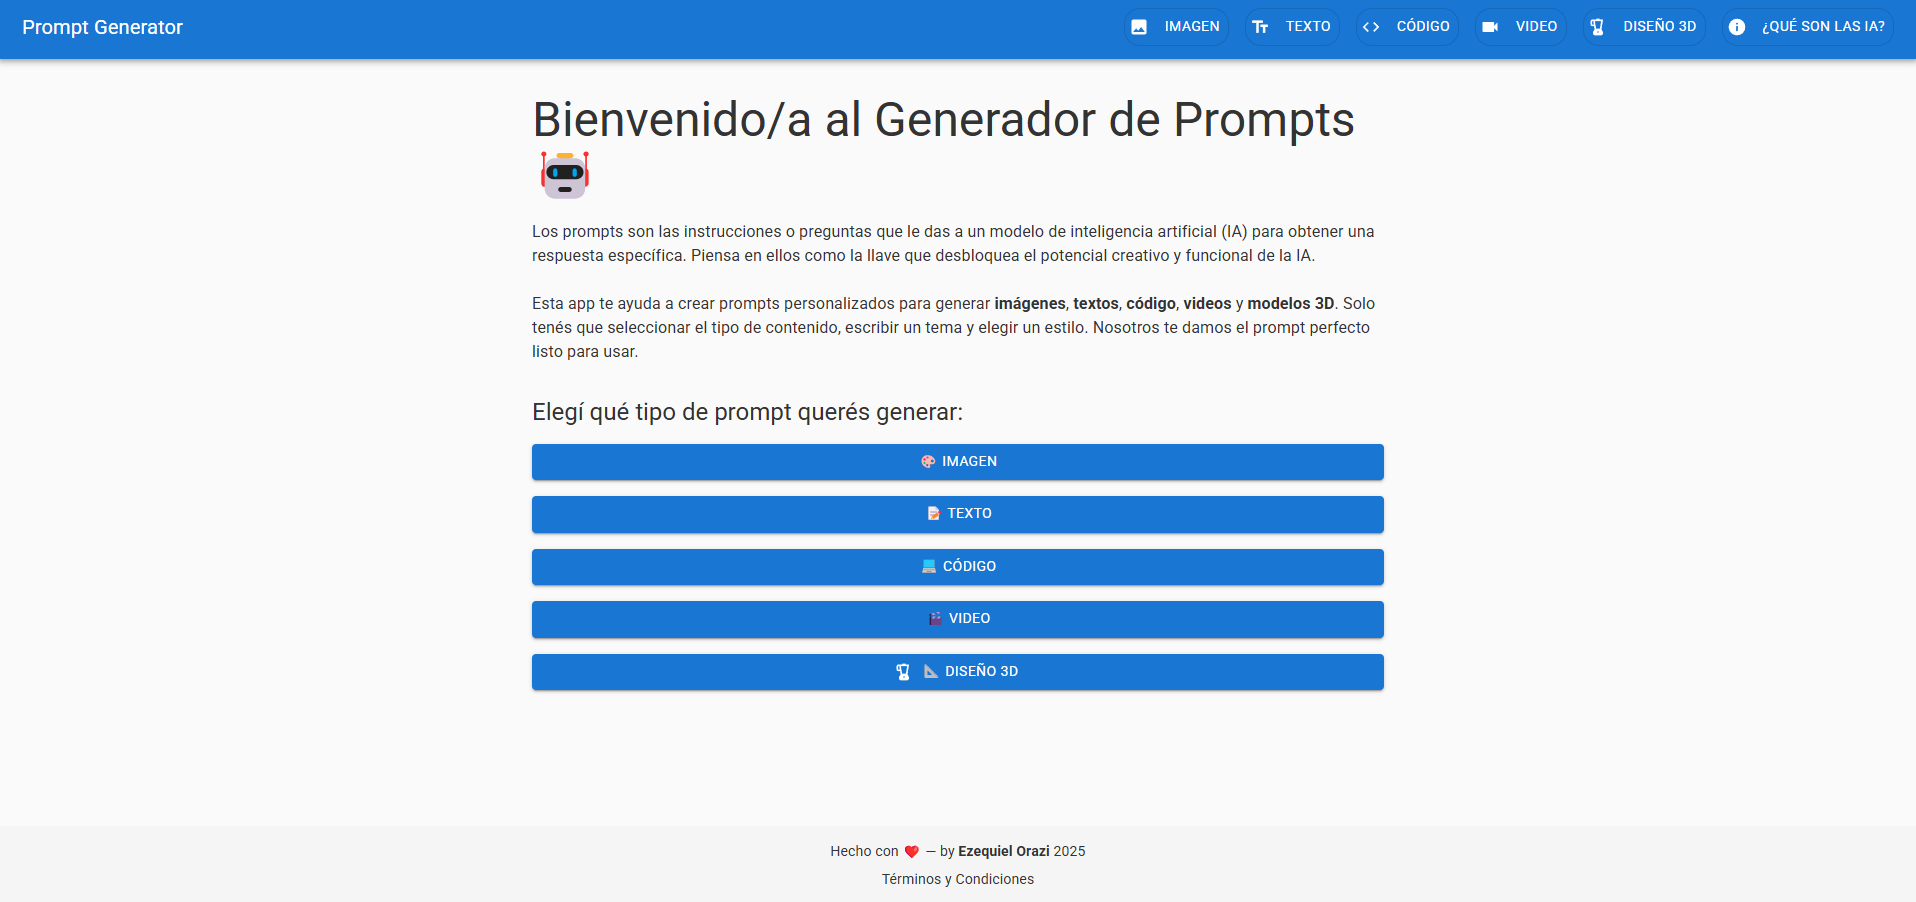 Prompt Generator
IMAGEN
TEXTO
CÓDIGO
VIDEO
DISEÑO 3D
¿QUÉ SON LAS IA?
Bienvenido/a al Generador de Prompts
Los prompts son las instrucciones o preguntas que le das a un modelo de inteligencia artificial (IA) para obtener una
respuesta específica. Piensa en ellos como la llave que desbloquea el potencial creativo y funcional de la IA.
Esta app te ayuda a crear prompts personalizados para generar imágenes, textos, código, videos y modelos 3D. Solo
tenés que seleccionar el tipo de contenido, escribir un tema y elegir un estilo. Nosotros te damos el prompt perfecto
listo para usar.
Elegí qué tipo de prompt querés generar:
IMAGEN
TEXTO
CÓDIGO
VIDEO
DISEÑO 3D
Hecho con ❤️ — by Ezequiel Orazi 2025
Términos y Condiciones